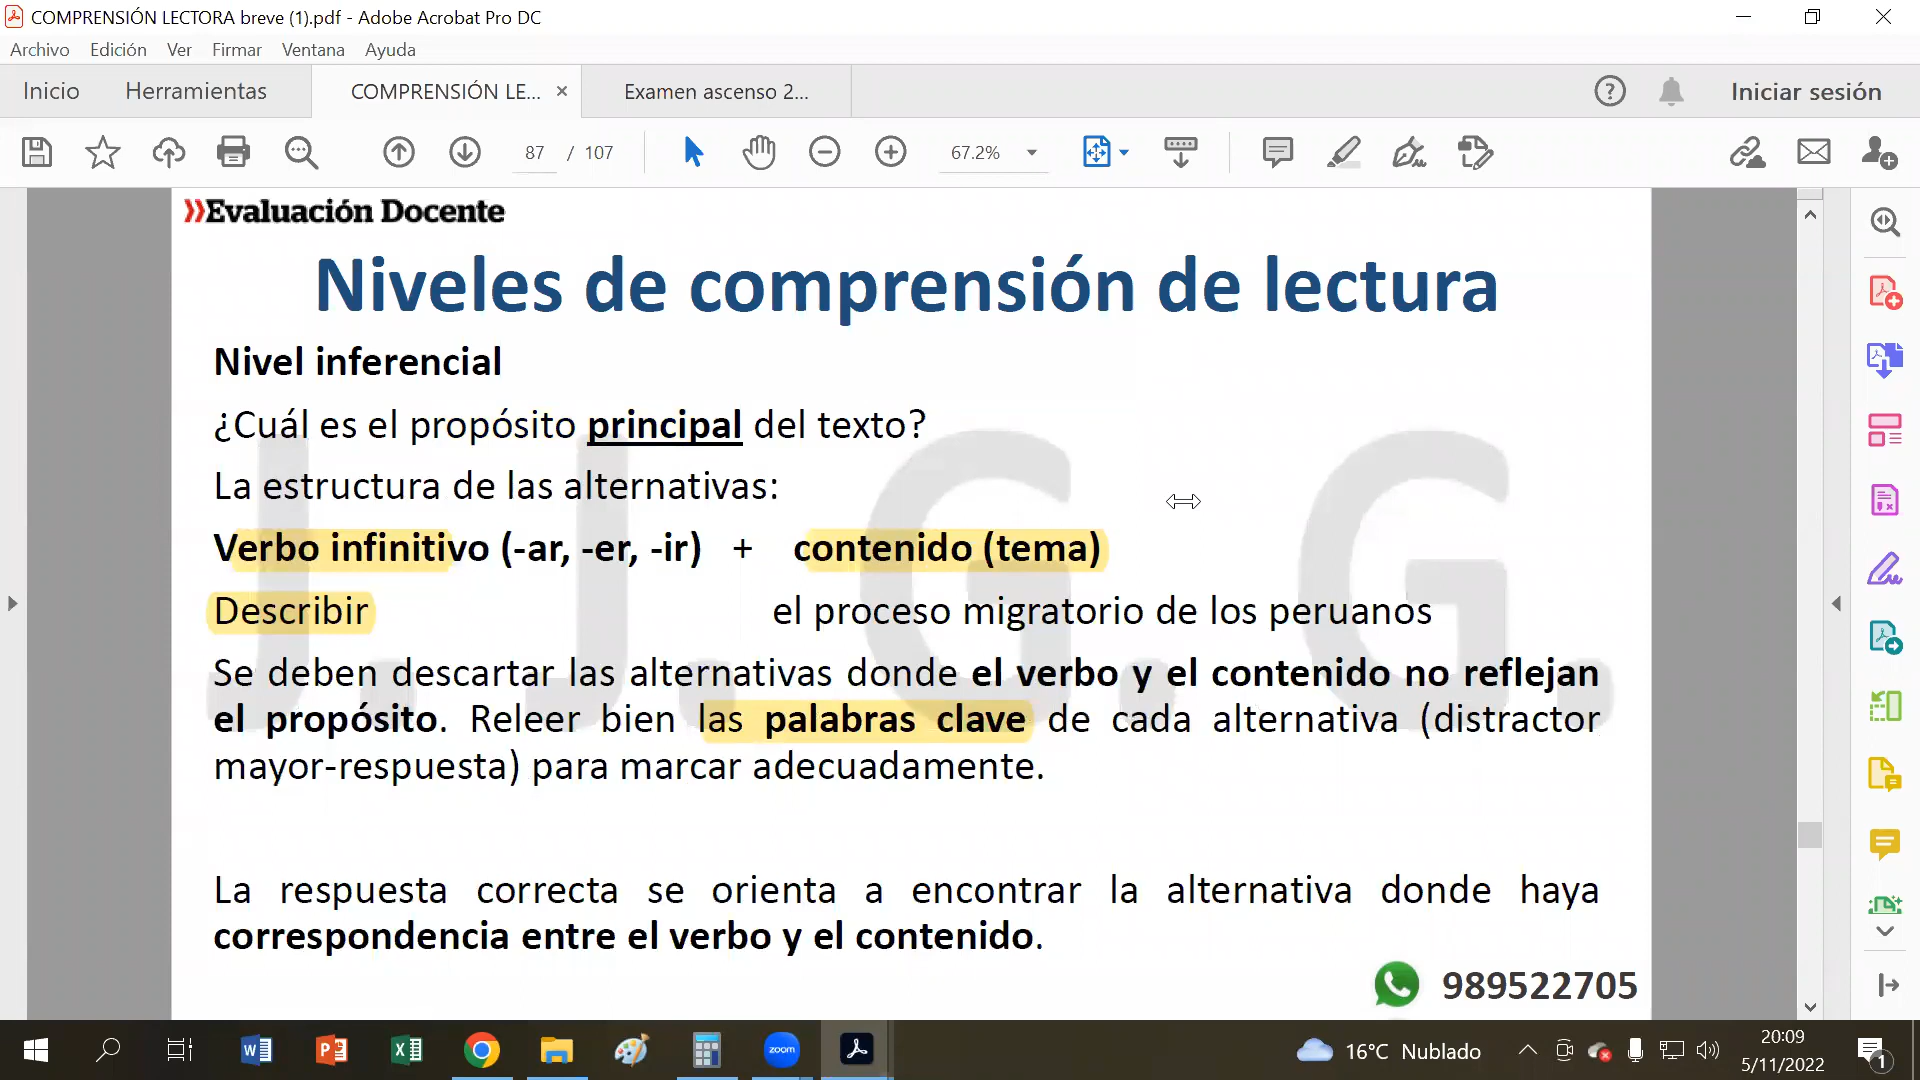 COMPRENSIÓN LECTORA breve (1).pdf - Adobe Acrobat Pro DC
Archivo Edición Ver Firmar Ventana Ayuda
Inicio Herramientas COMPRENSIÓN LE... × Examen ascenso 2... Iniciar sesión
87 / 107 67.2%
»Evaluación Docente
Niveles de comprensión de lectura
Nivel inferencial
¿Cuál es el propósito principal del texto?
La estructura de las alternativas:
Verbo infinitivo (-ar, -er, -ir) + contenido (tema)
Describir el proceso migratorio de los peruanos
Se deben descartar las alternativas donde el verbo y el contenido no reflejan
el propósito. Releer bien las palabras clave de cada alternativa (distractor
mayor-respuesta) para marcar adecuadamente.
La respuesta correcta se orienta a encontrar la alternativa donde haya
correspondencia entre el verbo y el contenido.
989522705
J. J. G. G.
zoom
16°C Nublado
20:09
5/11/2022
1